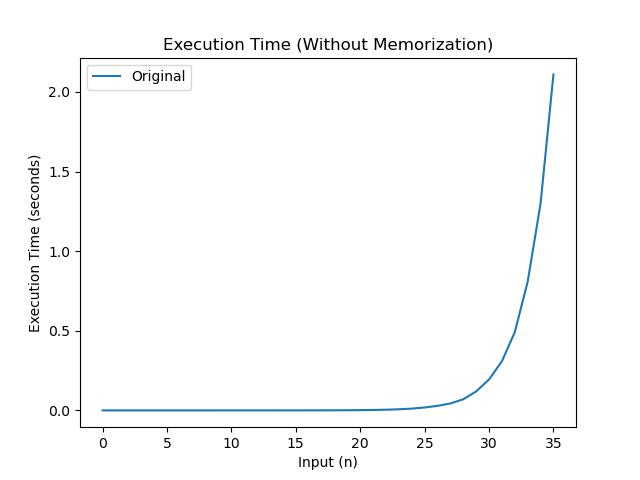 Execution Time (Without Memorization)
Original
Execution Time (seconds)
2.0
1.5
1.0
0.5
0.0
0 5 10 15 20 25 30 35
Input (n)